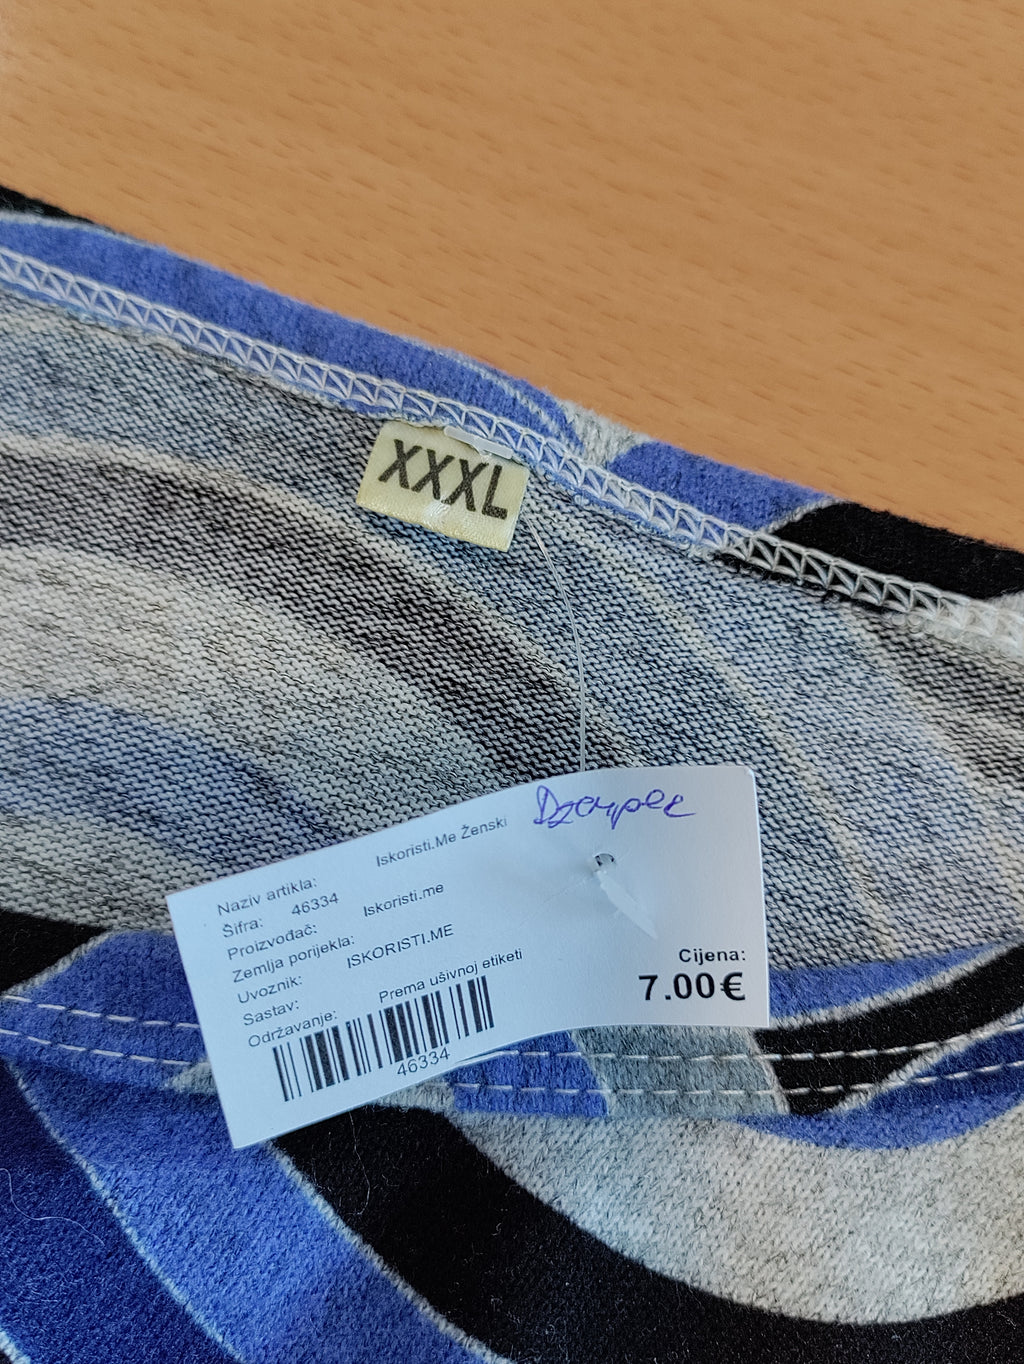 XXXL
Naziv artikla: Iskoristi.Me Ženski
Šifra: 46334
Proizvođač: Iskoristi.me
Zemlja porijekla:
Uvoznik: ISKORISTI.ME
Sastav:
Održavanje: Prema ušivnoj etiketi
46334
Cijena:
7.00€